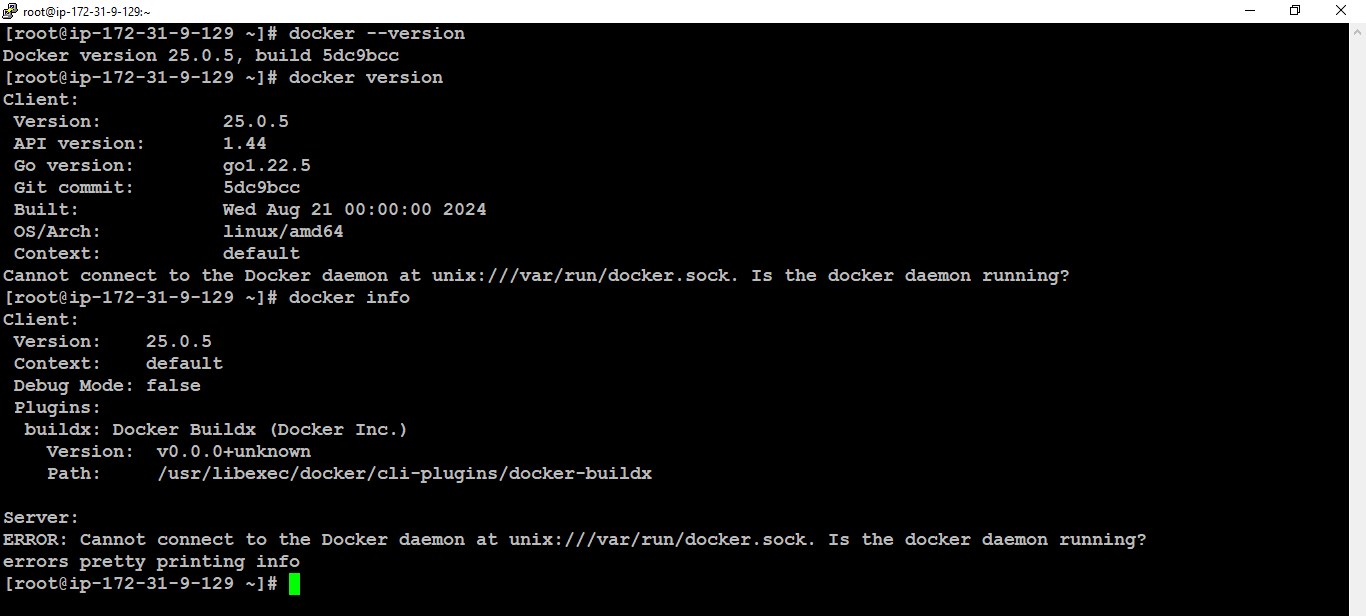 root@ip-172-31-9-129:~
[root@ip-172-31-9-129 ~]# docker --version
Docker version 25.0.5, build 5dc9bcc
[root@ip-172-31-9-129 ~]# docker version
Client:
 Version:           25.0.5
 API version:       1.44
 Go version:        go1.22.5
 Git commit:        5dc9bcc
 Built:             Wed Aug 21 00:00:00 2024
 OS/Arch:           linux/amd64
 Context:           default
Cannot connect to the Docker daemon at unix:///var/run/docker.sock. Is the docker daemon running?
[root@ip-172-31-9-129 ~]# docker info
Client:
 Version:    25.0.5
 Context:    default
 Debug Mode: false
 Plugins:
  buildx: Docker Buildx (Docker Inc.)
    Version:  v0.0.0+unknown
    Path:     /usr/libexec/docker/cli-plugins/docker-buildx

Server:
ERROR: Cannot connect to the Docker daemon at unix:///var/run/docker.sock. Is the docker daemon running?
errors pretty printing info
[root@ip-172-31-9-129 ~]#